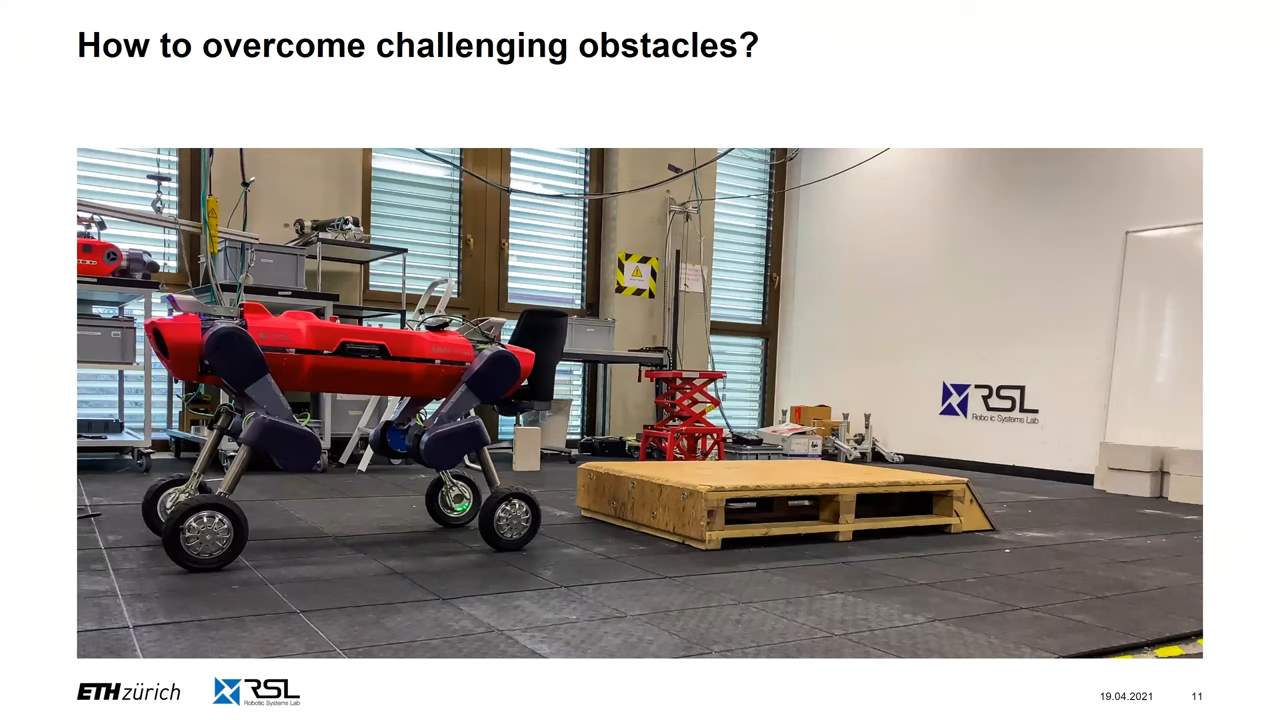 How to overcome challenging obstacles?
RSL
Robotic Systems Lab
ETH zürich
RSL
Robotic Systems Lab
19.04.2021
11